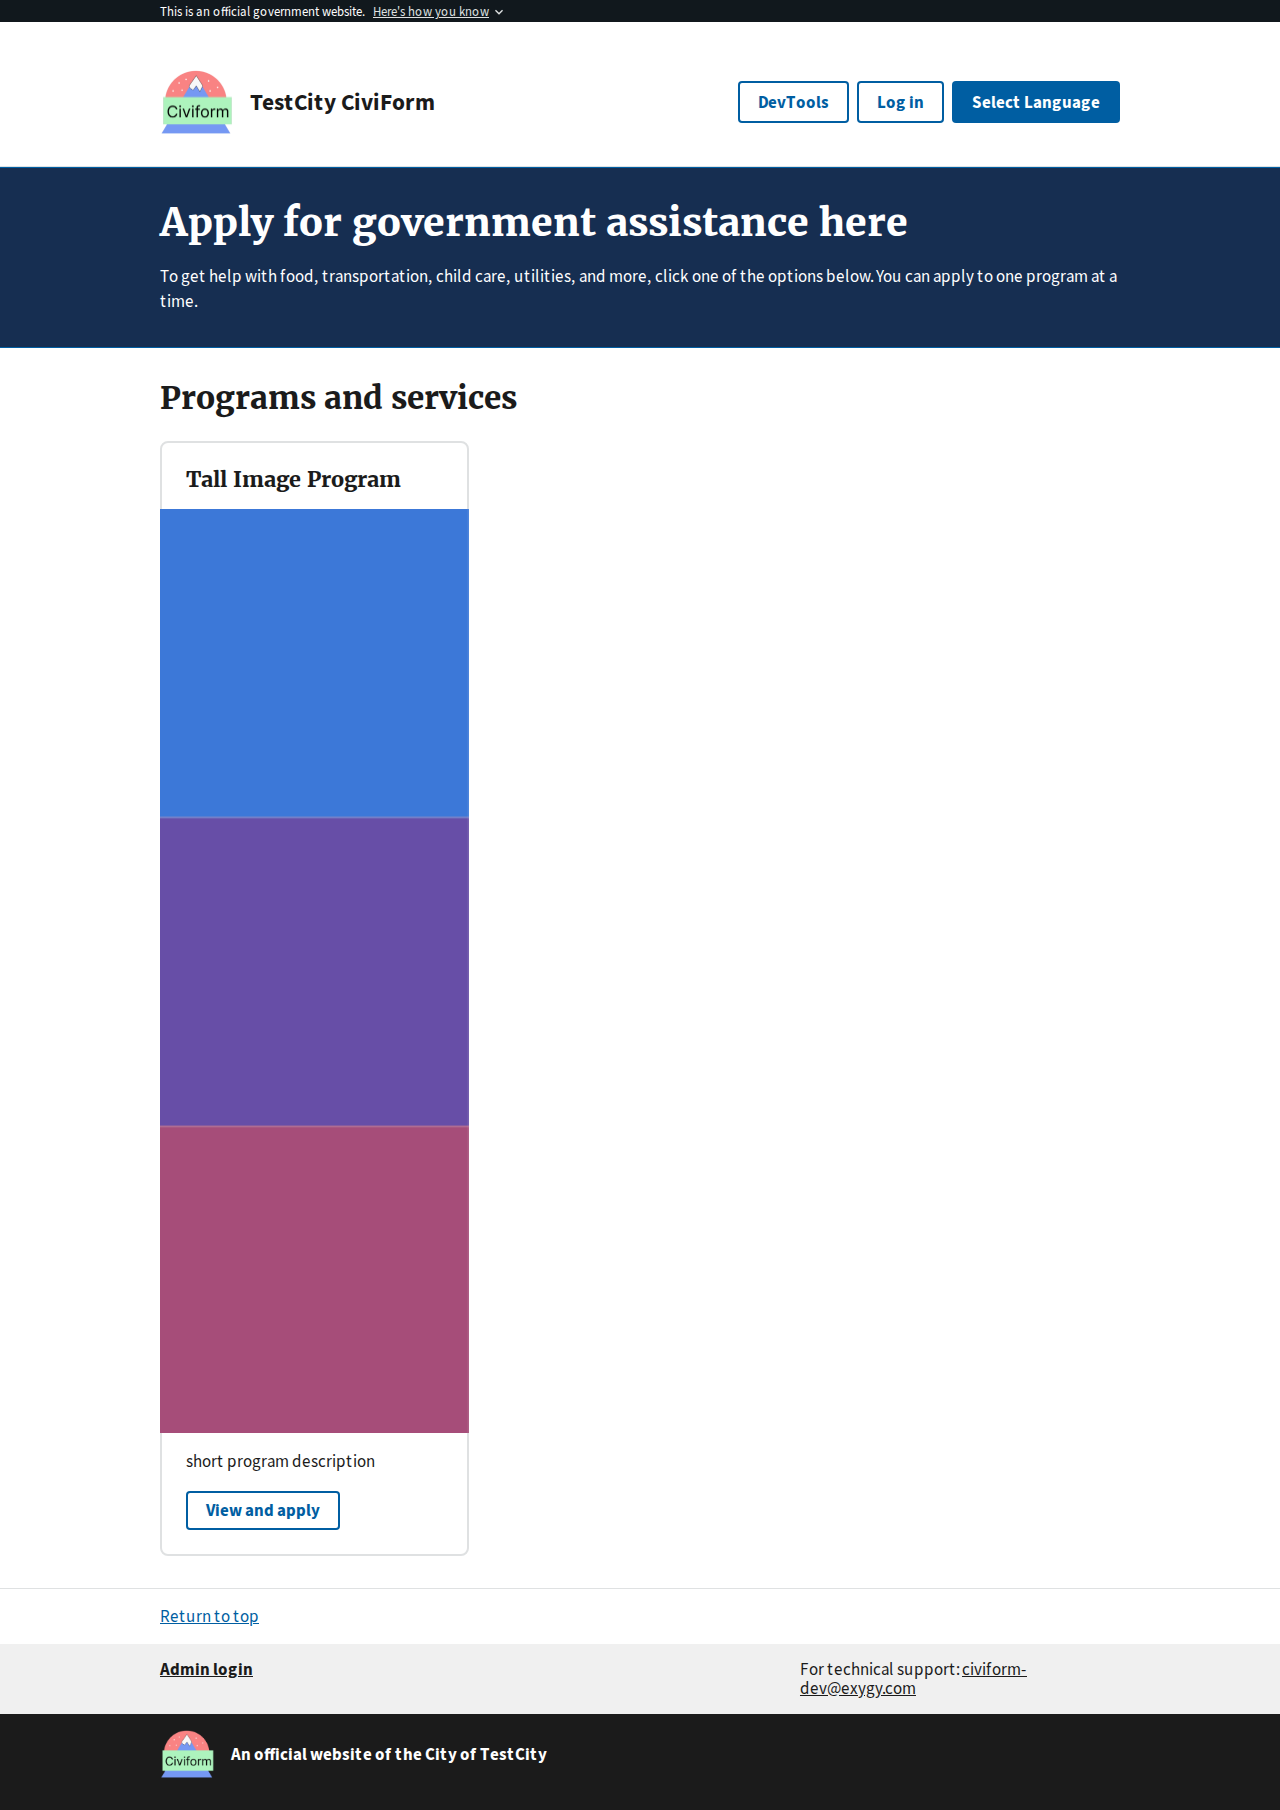 This is an official government website. Here's how you know
Civiform
TestCity CiviForm
DevTools
Log in
Select Language
Apply for government assistance here
To get help with food, transportation, child care, utilities, and more, click one of the options below. You can apply to one program at a
time.
Programs and services
Tall Image Program
short program description
View and apply
Return to top
Admin login
For technical support: civiform-
dev@exygy.com
Civiform
An official website of the City of TestCity